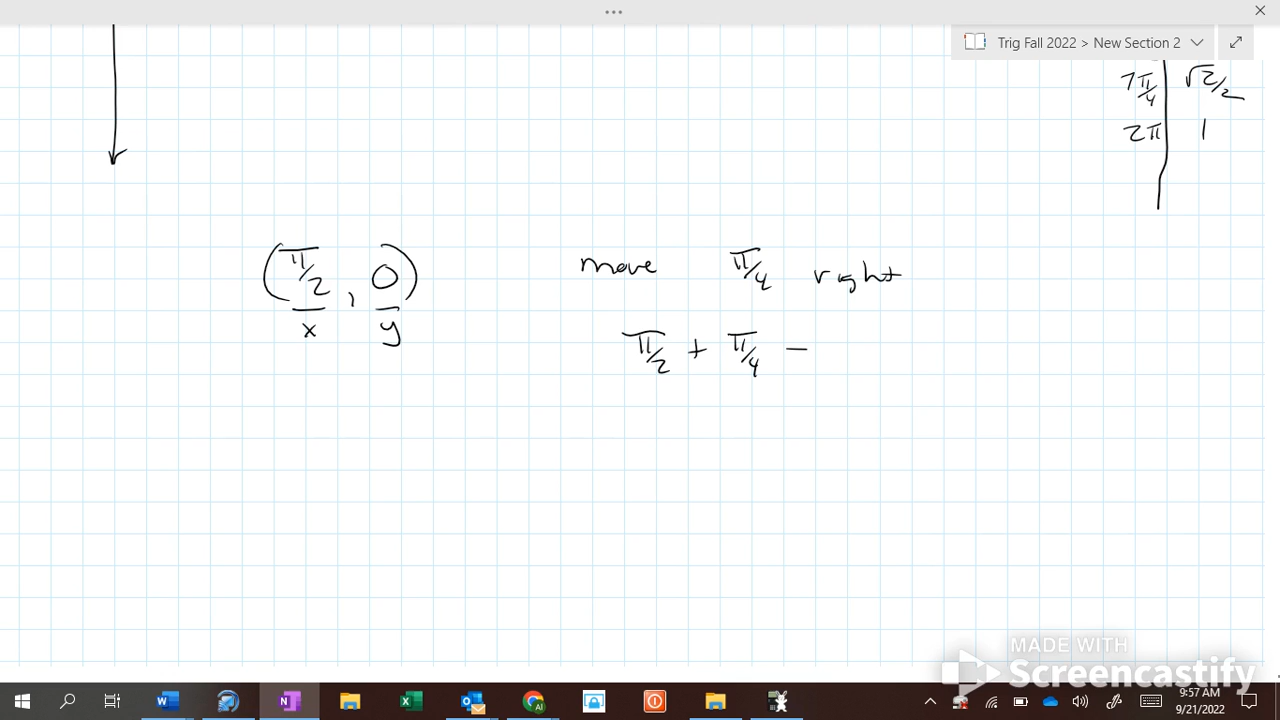 ...
Trig Fall 2022 > New Section 2
7π/4 √2/2
2π 1
(π/2, 0) move π/4 right
x y
π/2 + π/4 −
MADE WITH
Screencastify
9:57 AM
9/21/2022